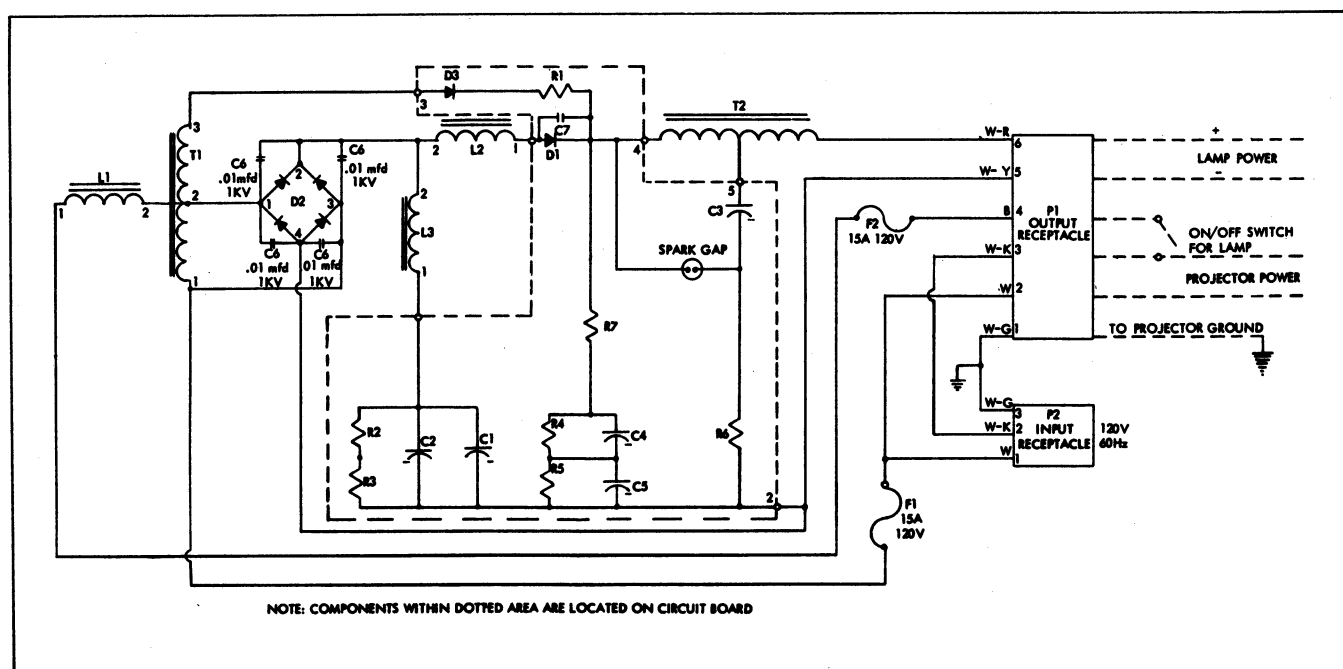 D3
R1
3
T2
3
T1
C6
.01mfd
1KV
2
C6
.01 mfd
1KV
2
L2
1
C7
D1
4
W-R
6
+
LAMP POWER
-
W-Y
5
L1
1
2
2
1
D2
3
4
2
L3
1
5
C3
F2
15A 120V
B
4
P1
OUTPUT
RECEPTACLE
ON/OFF SWITCH
FOR LAMP
C6
.01 mfd
1KV
C6
.01 mfd
1KV
SPARK GAP
W-K
3
PROJECTOR POWER
1
W
2
R7
W-G
1
TO PROJECTOR GROUND
R2
R3
C2
C1
R4
R5
C4
C5
R6
2
W-G
3
W-K
2
W
1
P2
INPUT
RECEPTACLE
120V
60Hz
F1
15A
120V
NOTE: COMPONENTS WITHIN DOTTED AREA ARE LOCATED ON CIRCUIT BOARD